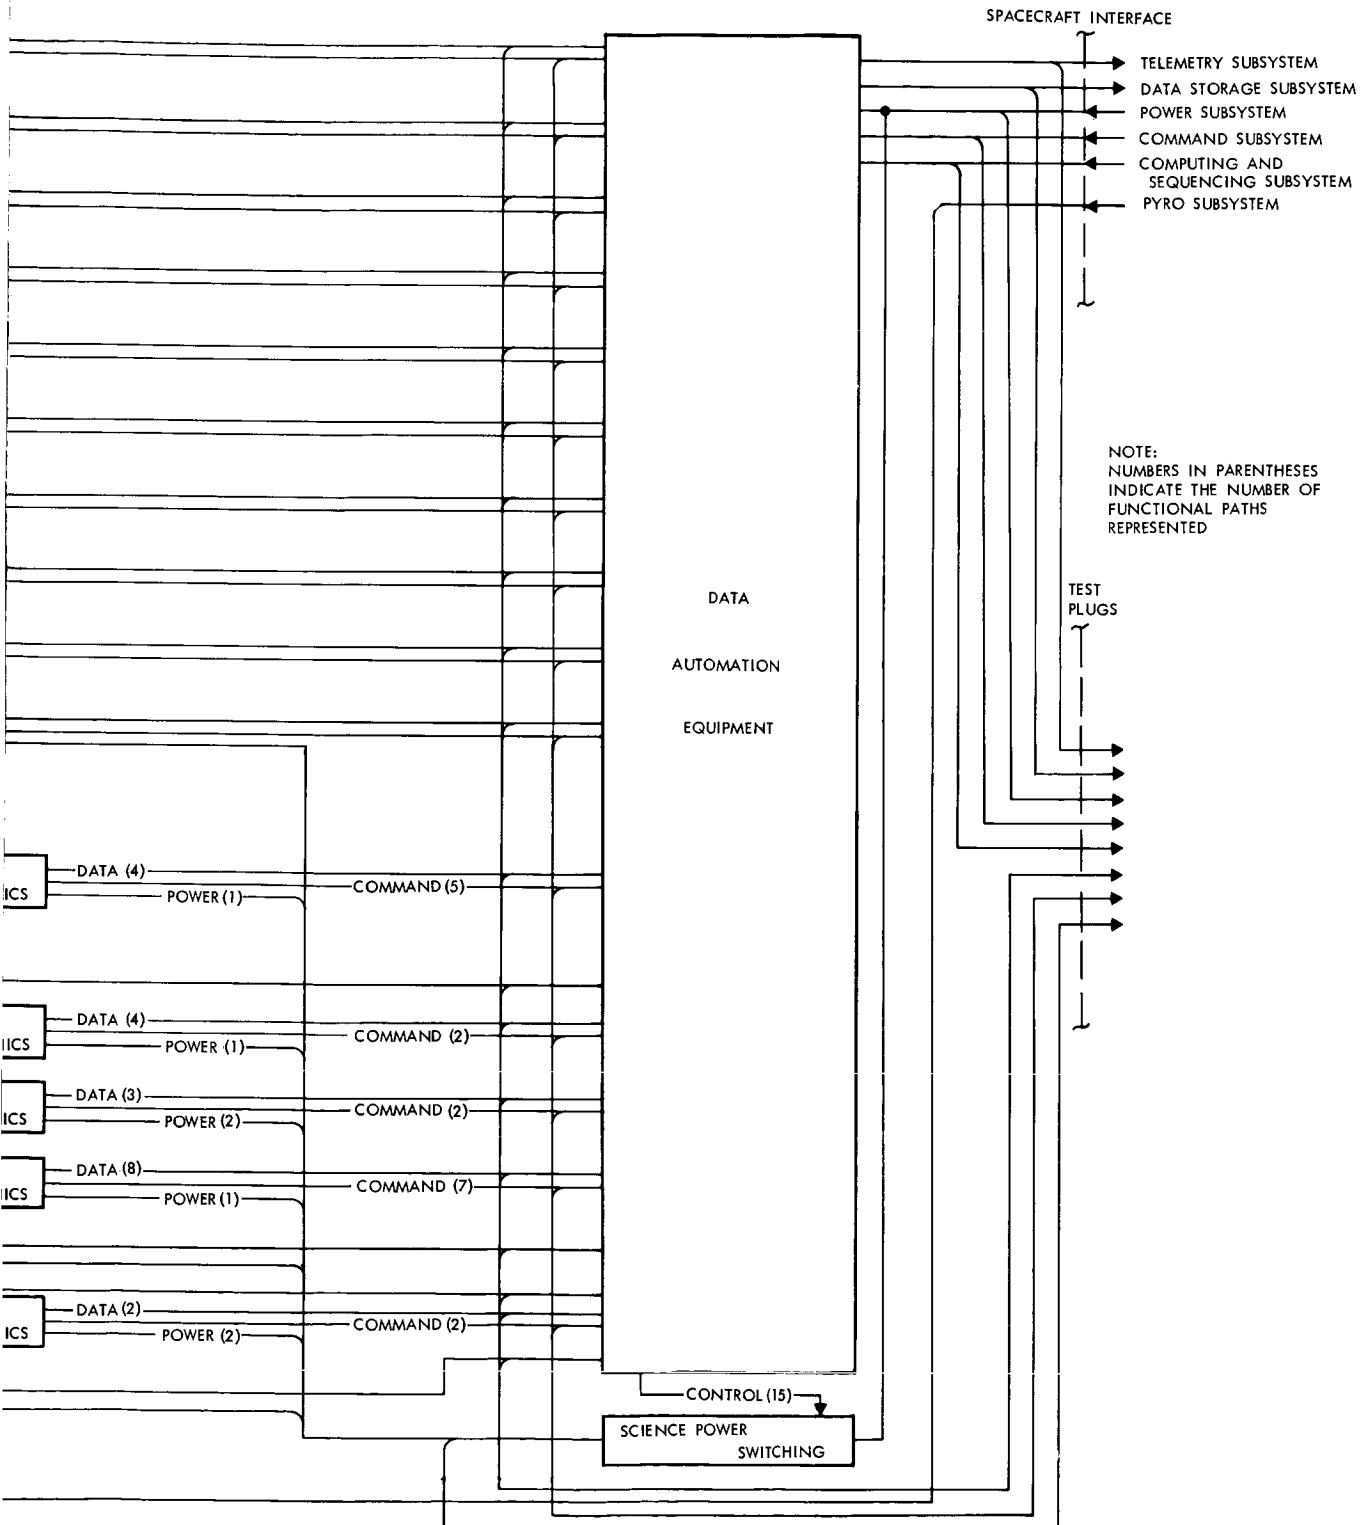 SPACECRAFT INTERFACE
TELEMETRY SUBSYSTEM
DATA STORAGE SUBSYSTEM
POWER SUBSYSTEM
COMMAND SUBSYSTEM
COMPUTING AND
SEQUENCING SUBSYSTEM
PYRO SUBSYSTEM
NOTE:
NUMBERS IN PARENTHESES
INDICATE THE NUMBER OF
FUNCTIONAL PATHS
REPRESENTED
TEST
PLUGS
DATA
AUTOMATION
EQUIPMENT
DATA (4)
COMMAND (5)
ICS
POWER (1)
DATA (4)
COMMAND (2)
ICS
POWER (1)
DATA (3)
COMMAND (2)
ICS
POWER (2)
DATA (8)
COMMAND (7)
ICS
POWER (1)
DATA (2)
COMMAND (2)
ICS
POWER (2)
CONTROL (15)
SCIENCE POWER
SWITCHING